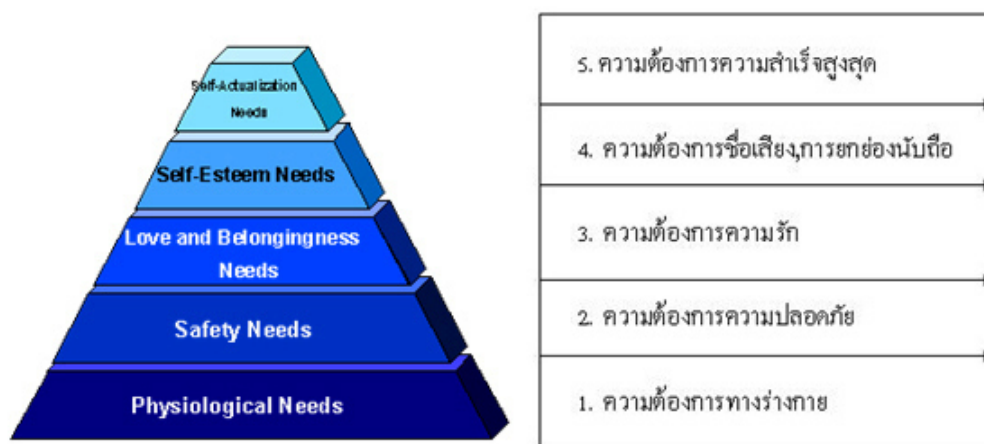 Self-Actualization
Needs
Self-Esteem Needs
Love and Belongingness
Needs
Safety Needs
Physiological Needs
5. ความต้องการความสำเร็จสูงสุด
4. ความต้องการชื่อเสียง,การยกย่องนับถือ
3. ความต้องการความรัก
2. ความต้องการความปลอดภัย
1. ความต้องการทางร่างกาย